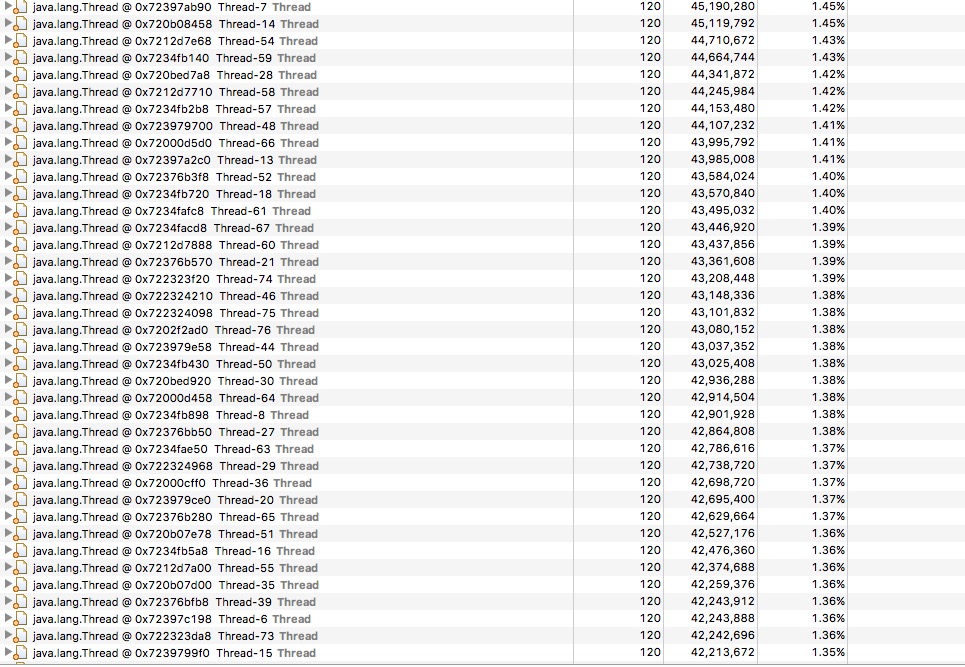 java.lang.Thread @ 0x72397ab90 Thread-7 Thread 120 45,190,280 1.45%
java.lang.Thread @ 0x720b08458 Thread-14 Thread 120 45,119,792 1.45%
java.lang.Thread @ 0x7212d7e68 Thread-54 Thread 120 44,710,672 1.43%
java.lang.Thread @ 0x7234fb140 Thread-59 Thread 120 44,664,744 1.43%
java.lang.Thread @ 0x720bed7a8 Thread-28 Thread 120 44,341,872 1.42%
java.lang.Thread @ 0x7212d7710 Thread-58 Thread 120 44,245,984 1.42%
java.lang.Thread @ 0x7234fb2b8 Thread-57 Thread 120 44,153,480 1.42%
java.lang.Thread @ 0x723979700 Thread-48 Thread 120 44,107,232 1.41%
java.lang.Thread @ 0x72000d5d0 Thread-66 Thread 120 43,995,792 1.41%
java.lang.Thread @ 0x72397a2c0 Thread-13 Thread 120 43,985,008 1.41%
java.lang.Thread @ 0x72376b3f8 Thread-52 Thread 120 43,584,024 1.40%
java.lang.Thread @ 0x7234fb720 Thread-18 Thread 120 43,570,840 1.40%
java.lang.Thread @ 0x7234fafc8 Thread-61 Thread 120 43,495,032 1.40%
java.lang.Thread @ 0x7234facd8 Thread-67 Thread 120 43,446,920 1.39%
java.lang.Thread @ 0x7212d7888 Thread-60 Thread 120 43,437,856 1.39%
java.lang.Thread @ 0x72376b570 Thread-21 Thread 120 43,361,608 1.39%
java.lang.Thread @ 0x722323f20 Thread-74 Thread 120 43,208,448 1.39%
java.lang.Thread @ 0x722324210 Thread-46 Thread 120 43,148,336 1.38%
java.lang.Thread @ 0x722324098 Thread-75 Thread 120 43,101,832 1.38%
java.lang.Thread @ 0x7202f2ad0 Thread-76 Thread 120 43,080,152 1.38%
java.lang.Thread @ 0x723979e58 Thread-44 Thread 120 43,037,352 1.38%
java.lang.Thread @ 0x7234fb430 Thread-50 Thread 120 43,025,408 1.38%
java.lang.Thread @ 0x720bed920 Thread-30 Thread 120 42,936,288 1.38%
java.lang.Thread @ 0x72000d458 Thread-64 Thread 120 42,914,504 1.38%
java.lang.Thread @ 0x7234fb898 Thread-8 Thread 120 42,901,928 1.38%
java.lang.Thread @ 0x72376bb50 Thread-27 Thread 120 42,864,808 1.38%
java.lang.Thread @ 0x7234fae50 Thread-63 Thread 120 42,786,616 1.37%
java.lang.Thread @ 0x722324968 Thread-29 Thread 120 42,738,720 1.37%
java.lang.Thread @ 0x72000cff0 Thread-36 Thread 120 42,698,720 1.37%
java.lang.Thread @ 0x723979ce0 Thread-20 Thread 120 42,695,400 1.37%
java.lang.Thread @ 0x72376b280 Thread-65 Thread 120 42,629,664 1.37%
java.lang.Thread @ 0x720b07e78 Thread-51 Thread 120 42,527,176 1.36%
java.lang.Thread @ 0x7234fb5a8 Thread-16 Thread 120 42,476,360 1.36%
java.lang.Thread @ 0x7212d7a00 Thread-55 Thread 120 42,374,688 1.36%
java.lang.Thread @ 0x720b07d00 Thread-35 Thread 120 42,259,376 1.36%
java.lang.Thread @ 0x72376bfb8 Thread-39 Thread 120 42,243,912 1.36%
java.lang.Thread @ 0x72397c198 Thread-6 Thread 120 42,243,888 1.36%
java.lang.Thread @ 0x722323da8 Thread-73 Thread 120 42,242,696 1.36%
java.lang.Thread @ 0x7239799f0 Thread-15 Thread 120 42,213,672 1.35%